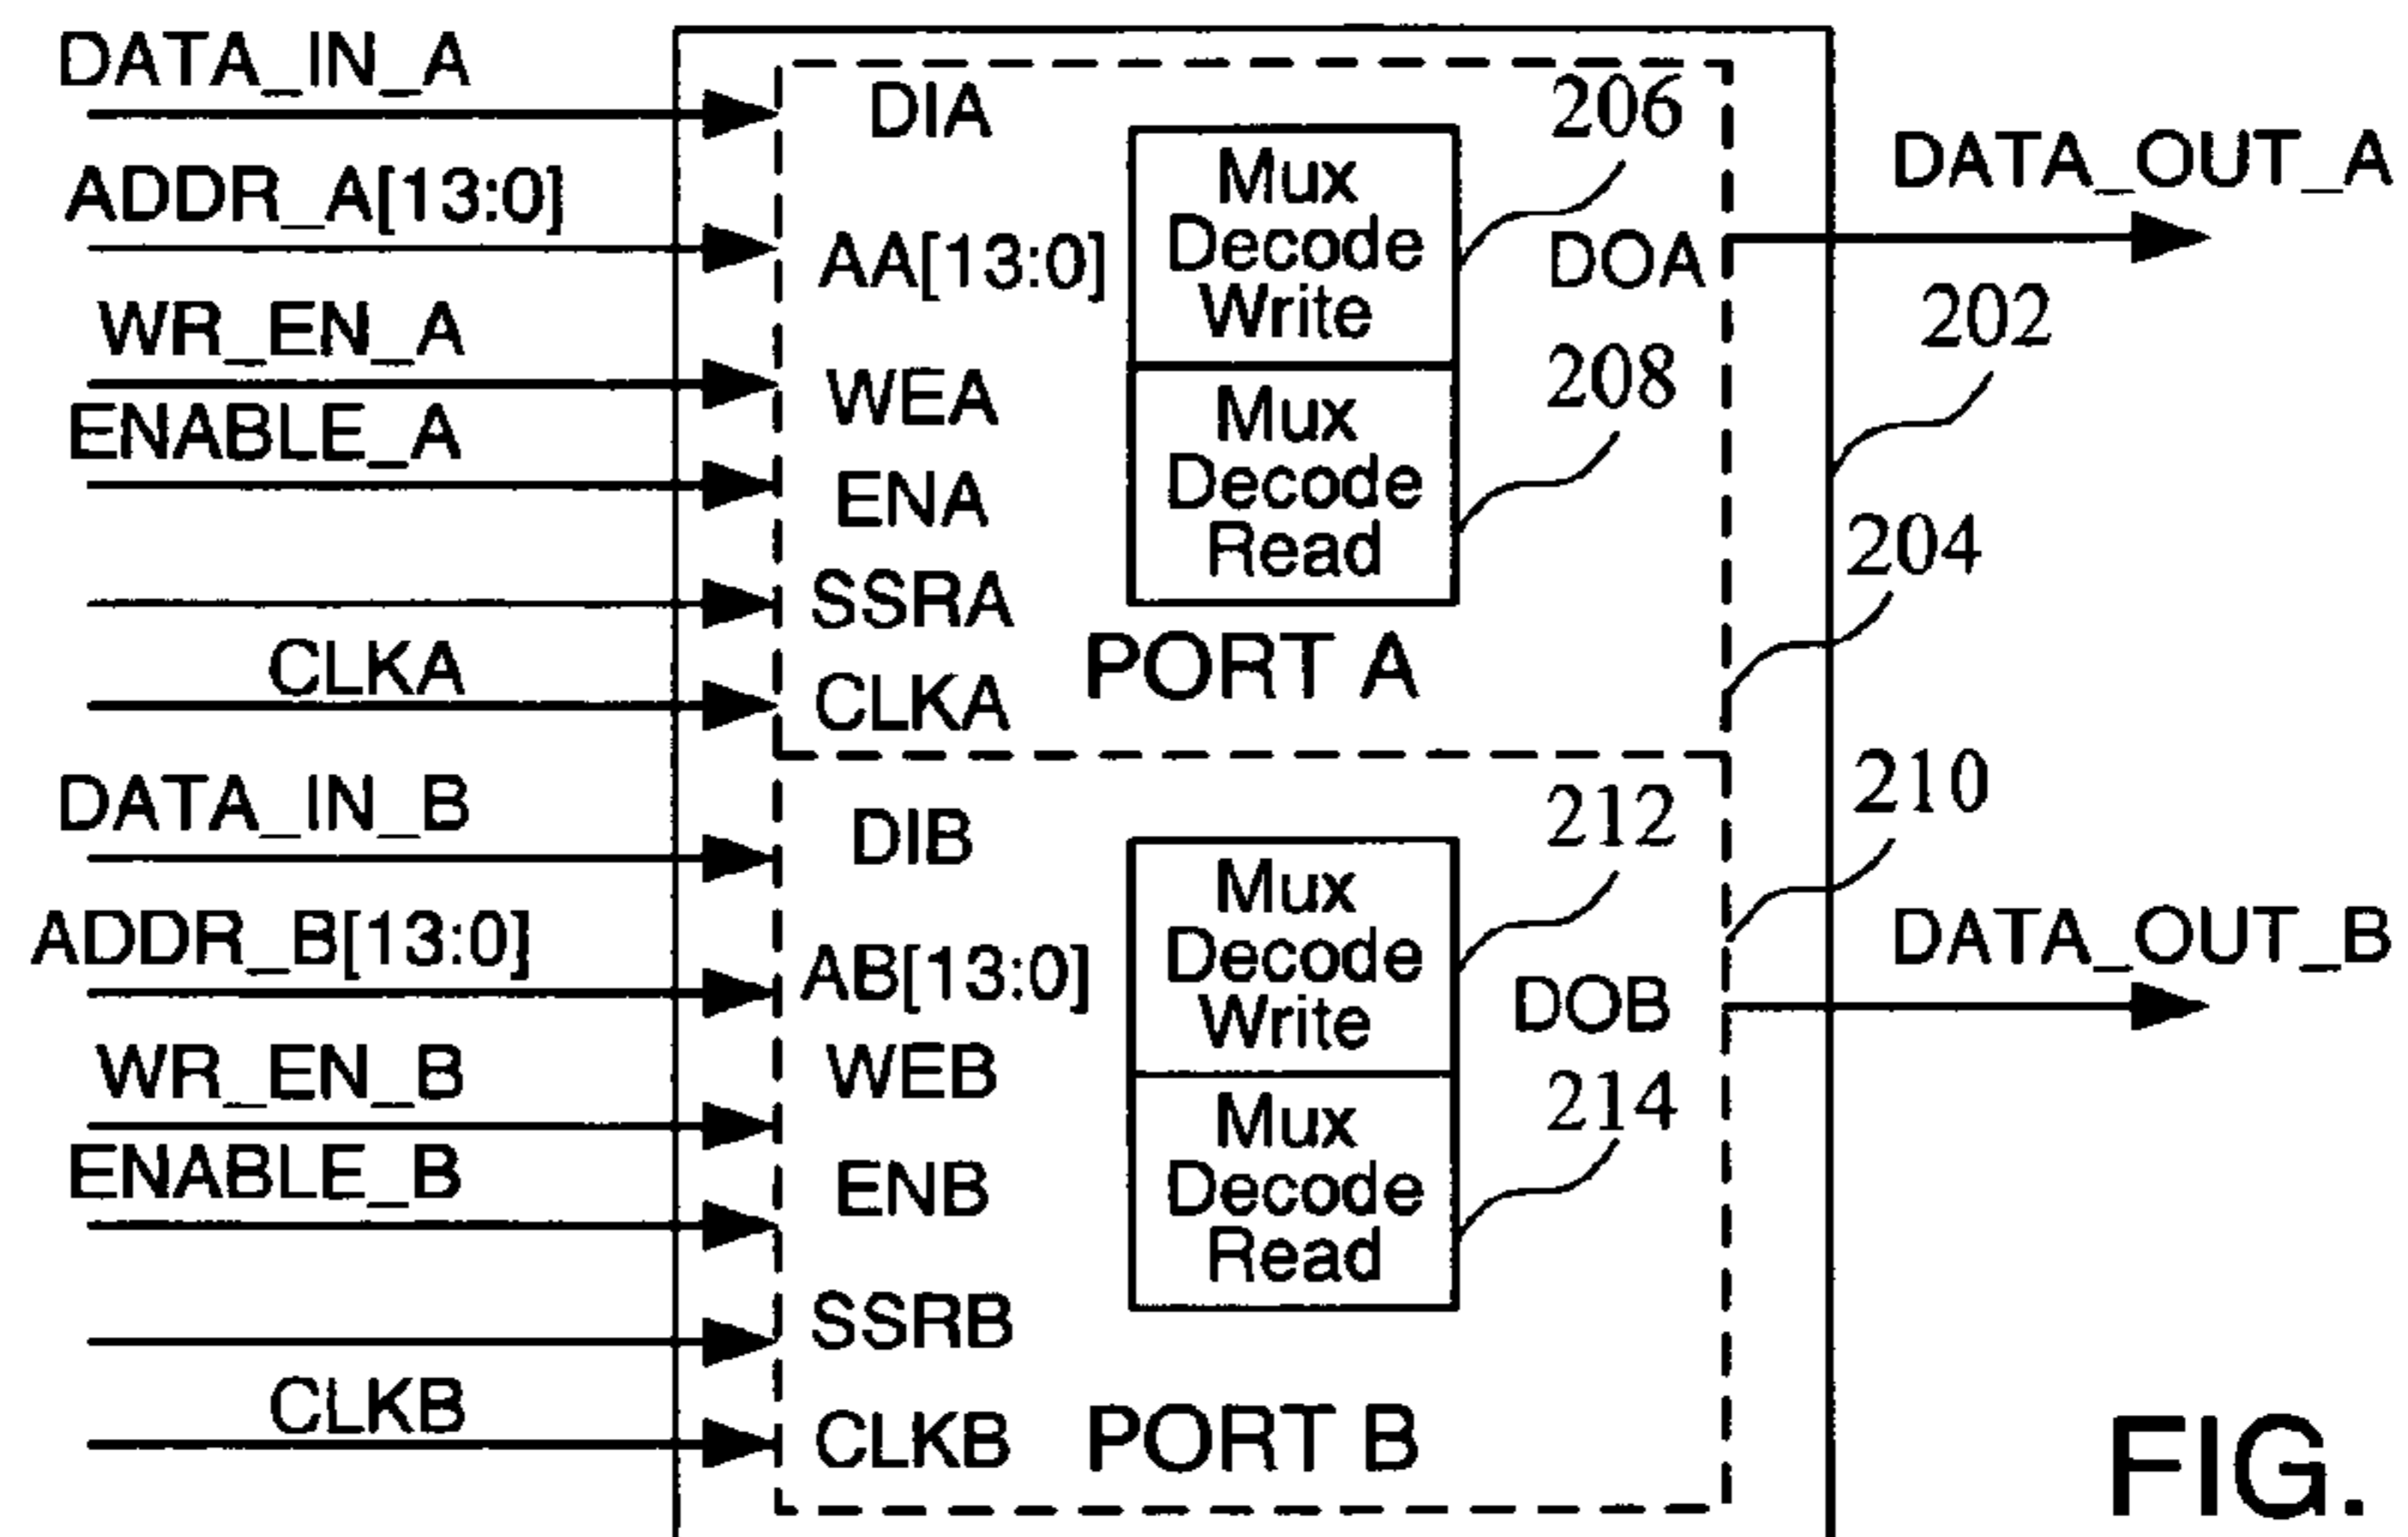 DATA_IN_A
DIA
206
DATA_OUT_A
ADDR_A[13:0]
AA[13:0]
Mux
Decode
Write
DOA
202
WR_EN_A
WEA
208
ENABLE_A
ENA
Mux
Decode
Read
204
SSRA
CLKA
CLKA
PORT A
DATA_IN_B
DIB
212
210
ADDR_B[13:0]
AB[13:0]
Mux
Decode
Write
DOB
DATA_OUT_B
WR_EN_B
WEB
214
ENABLE_B
ENB
Mux
Decode
Read
SSRB
CLKB
CLKB
PORT B
FIG.